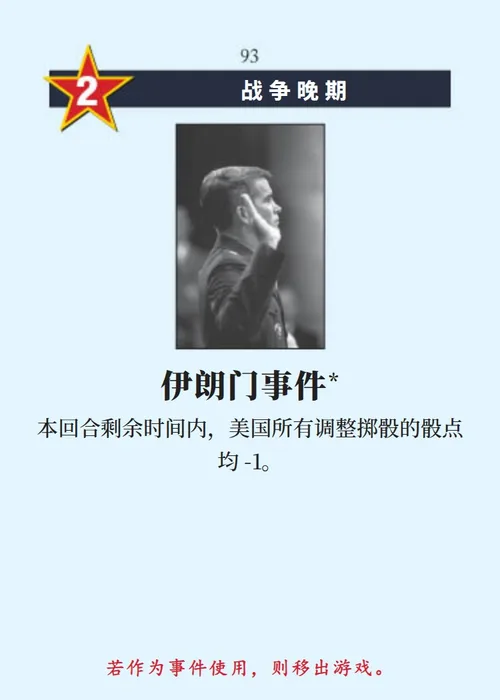 93
2
战争晚期
伊朗门事件*
本回合剩余时间内，美国所有调整掷骰的骰点
均 -1。
若作为事件使用，则移出游戏。